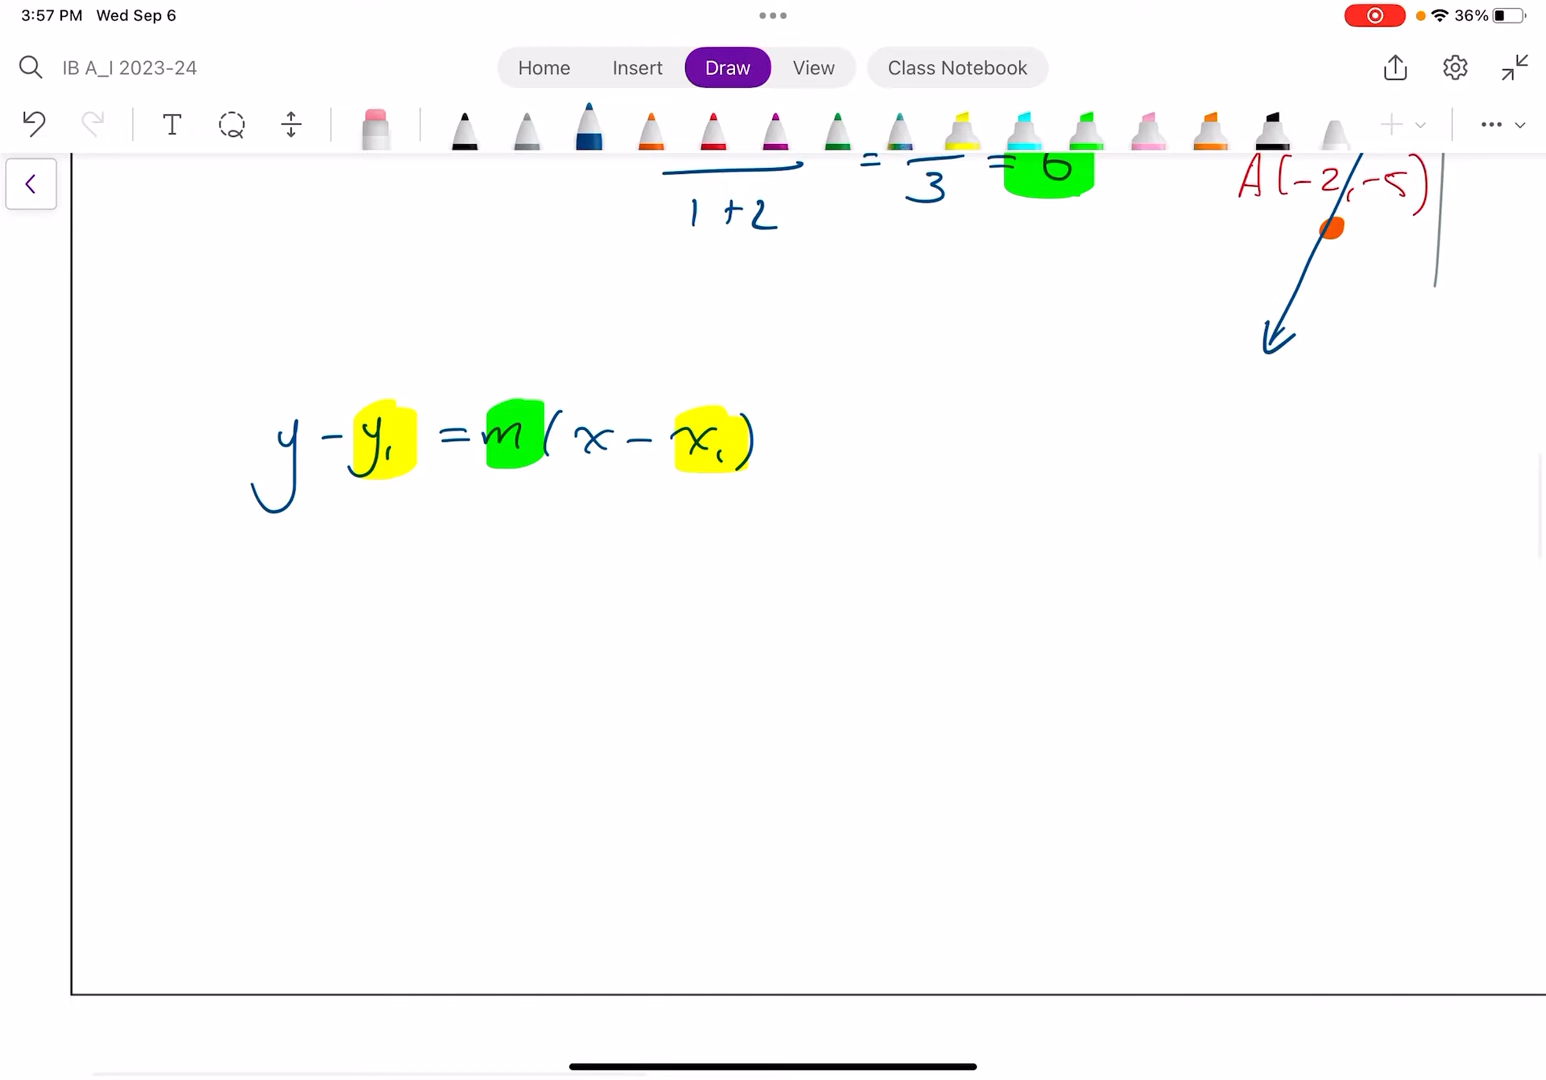 3:57 PM Wed Sep 6
36%
IB A_I 2023-24
Home Insert Draw View Class Notebook
T
= 3 = 6
1 + 2
A(-2, -5)
y - y₁ = m(x - x₁)